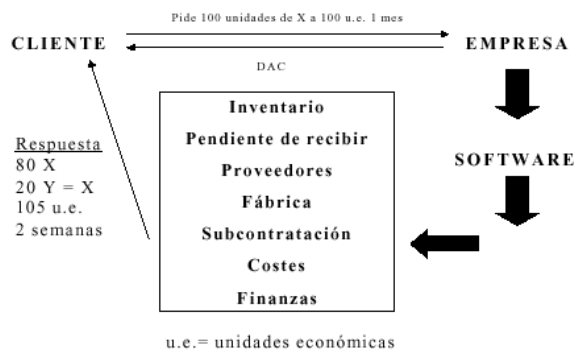 Pide 100 unidades de X a 100 u.e. 1 mes
CLIENTE
EMPRESA
DAC
Inventario
Pendiente de recibir
Proveedores
Fábrica
Subcontratación
Costes
Finanzas
Respuesta
80 X
20 Y = X
105 u.e.
2 semanas
SOFTWARE
u.e.= unidades económicas